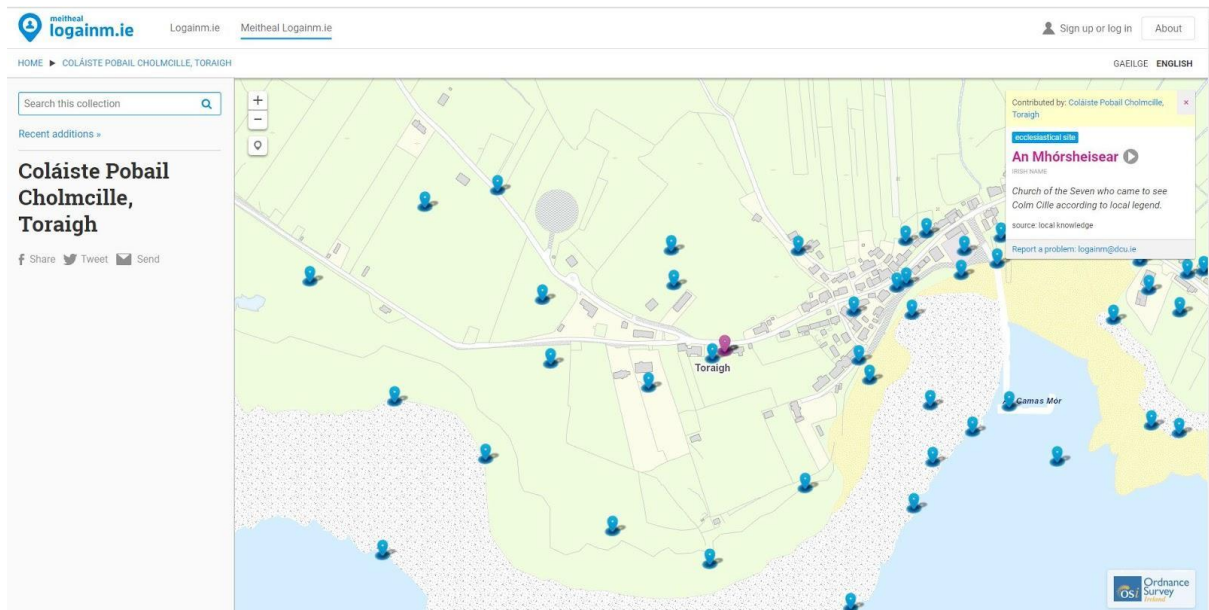 meitheal
logainm.ie
Logainm.ie
Meitheal Logainm.ie
Sign up or log in
About
HOME ▶ COLÁISTE POBAIL CHOLMCILLE, TORAIGH
GAEILGE ENGLISH
Search this collection
Recent additions »
Coláiste Pobail
Cholmcille,
Toraigh
Share Tweet Send
+
−
Contributed by: Coláiste Pobail Cholmcille,
Toraigh
×
ecclesiastical site
An Mhórsheisear
IRISH NAME
Church of the Seven who came to see
Colm Cille according to local legend.
source: local knowledge
Report a problem: logainm@dcu.ie
Toraigh
Camas Mór
osi Ordnance
Survey
Ireland